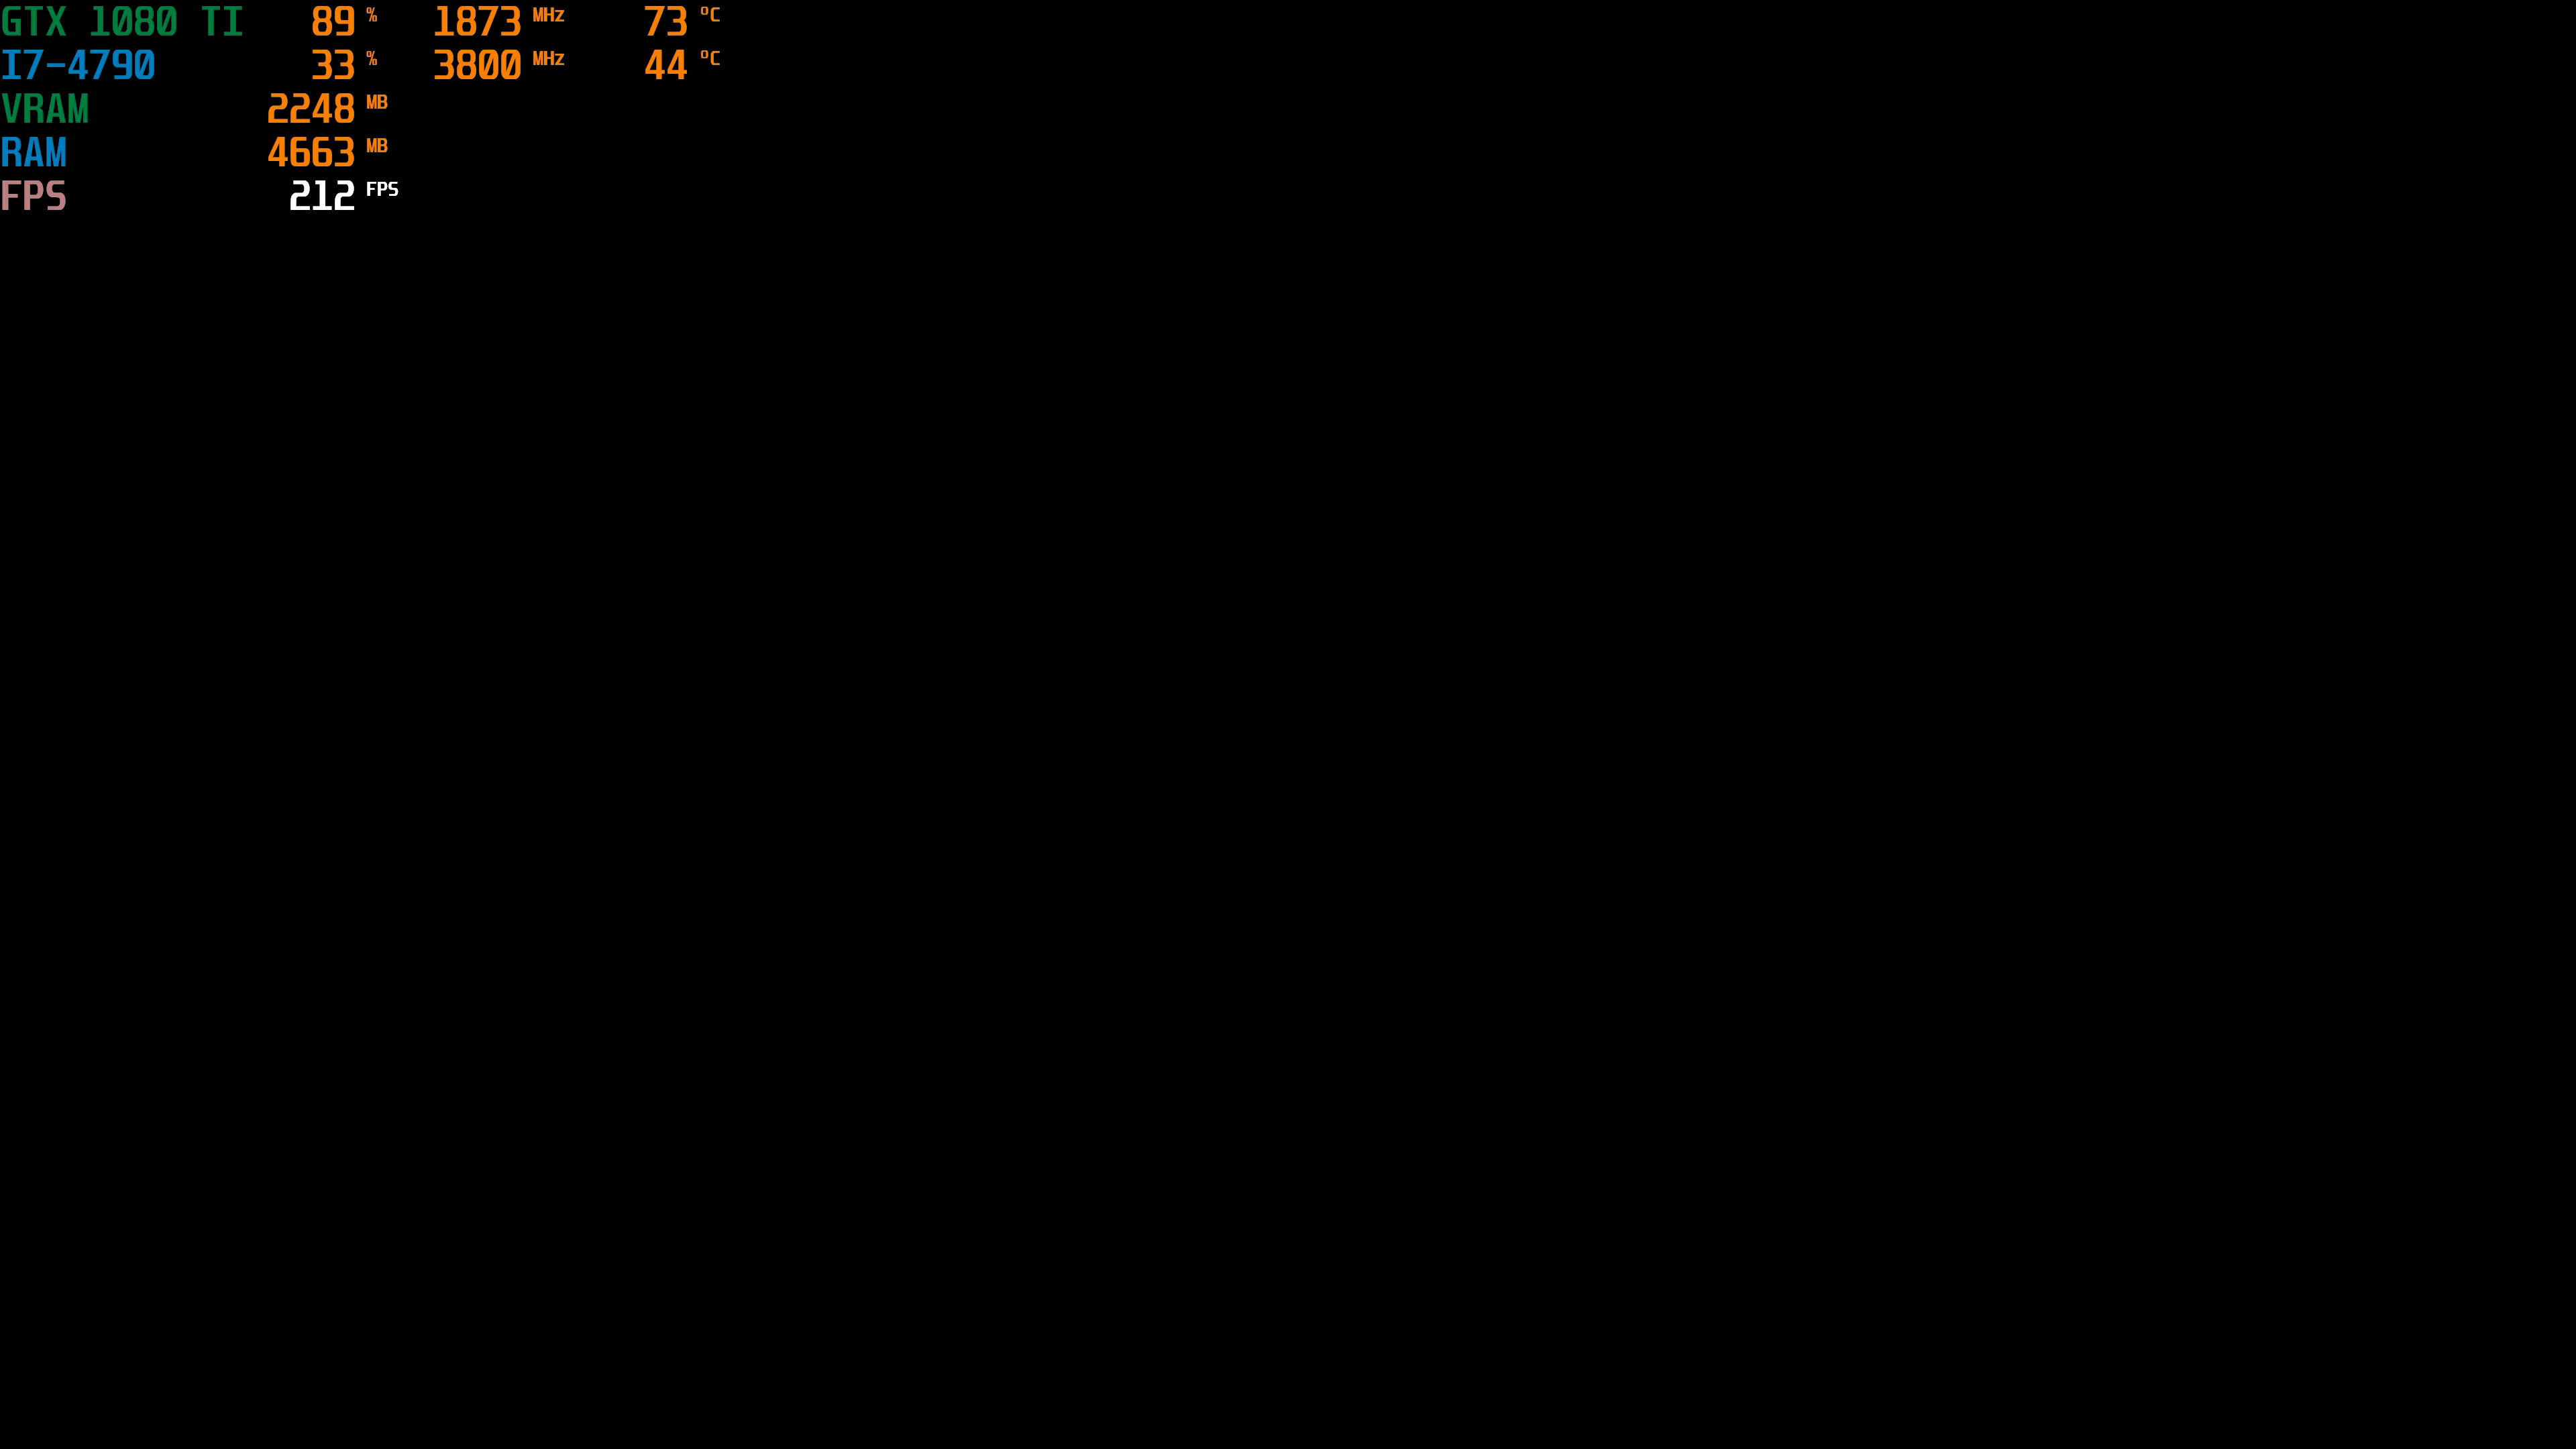 GTX 1080 TI 89 % 1873 MHz 73 °C
I7-4790 33 % 3800 MHz 44 °C
VRAM 2248 MB
RAM 4663 MB
FPS 212 FPS